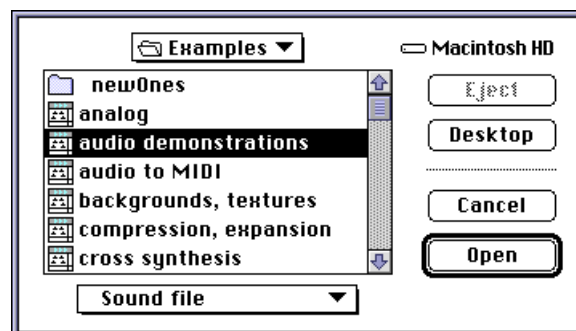 Examples
Macintosh HD
newOnes
analog
audio demonstrations
audio to MIDI
backgrounds, textures
compression, expansion
cross synthesis
Eject
Desktop
Cancel
Open
Sound file